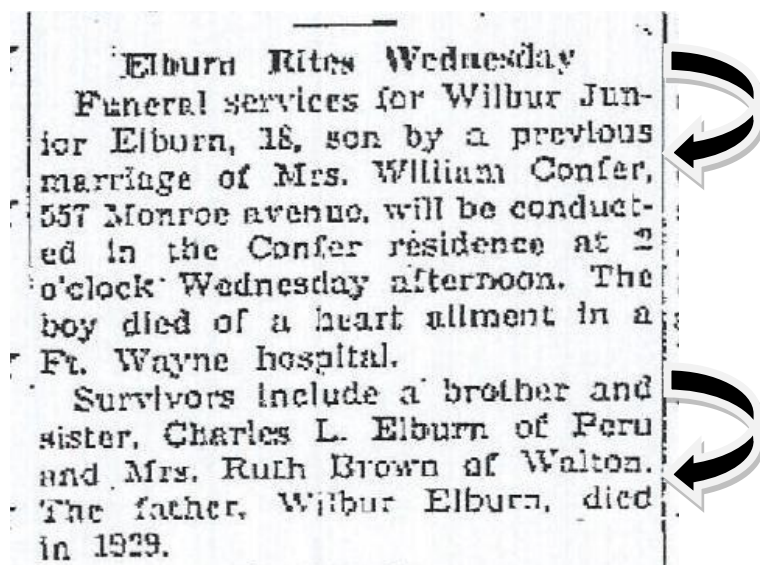 Elburn Rites Wednesday
Funeral services for Wilbur Jun-
ior Elburn, 18, son by a previous
marriage of Mrs. William Confer,
557 Monroe avenue, will be conduct-
ed in the Confer residence at 2
o'clock Wednesday afternoon. The
boy died of a heart ailment in a
Ft. Wayne hospital.
Survivors include a brother and
sister, Charles L. Elburn of Peru
and Mrs. Ruth Brown of Walton.
The father, Wilbur Elburn, died
in 1929.